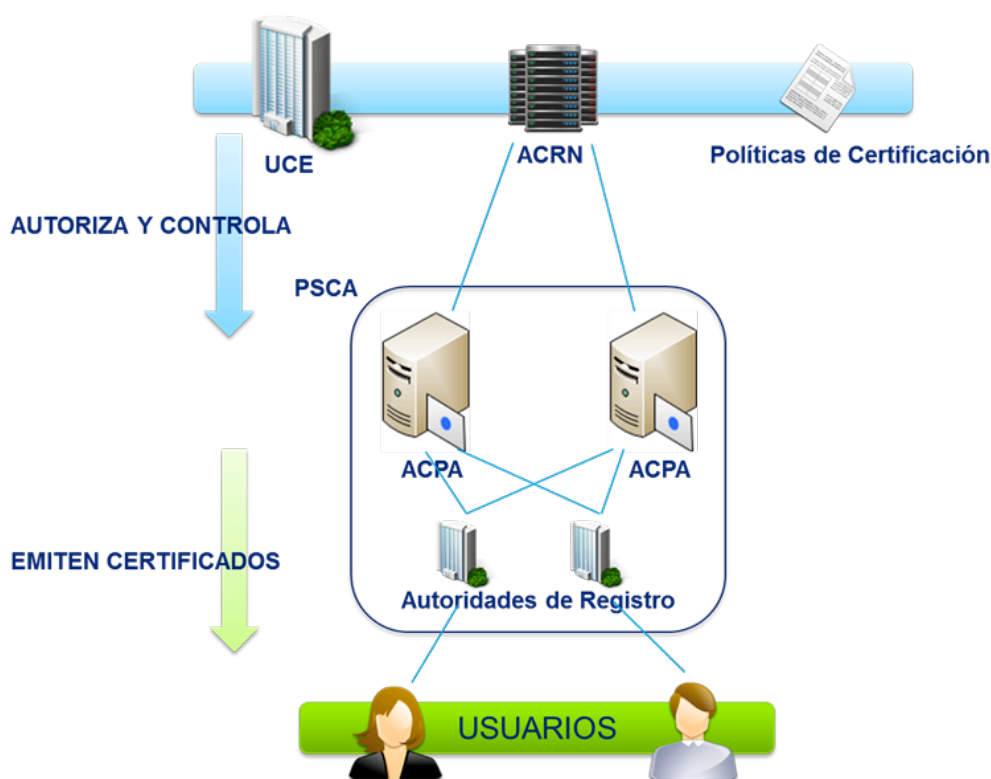 UCE
ACRN
Políticas de Certificación
AUTORIZA Y CONTROLA
PSCA
ACPA
ACPA
EMITEN CERTIFICADOS
Autoridades de Registro
USUARIOS